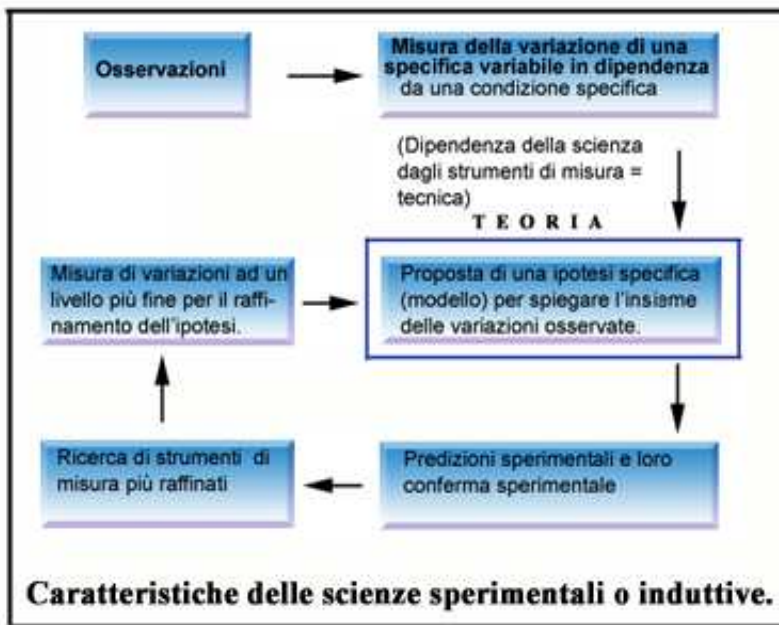 Osservazioni
Misura della variazione di una
specifica variabile in dipendenza
da una condizione specifica
(Dipendenza della scienza
dagli strumenti di misura =
tecnica)
T E O R I A
Proposta di una ipotesi specifica
(modello) per spiegare l'insieme
delle variazioni osservate.
Predizioni sperimentali e loro
conferma sperimentale
Ricerca di strumenti di
misura più raffinati
Misura di variazioni ad un
livello più fine per il raffi-
namento dell'ipotesi.
Caratteristiche delle scienze sperimentali o induttive.